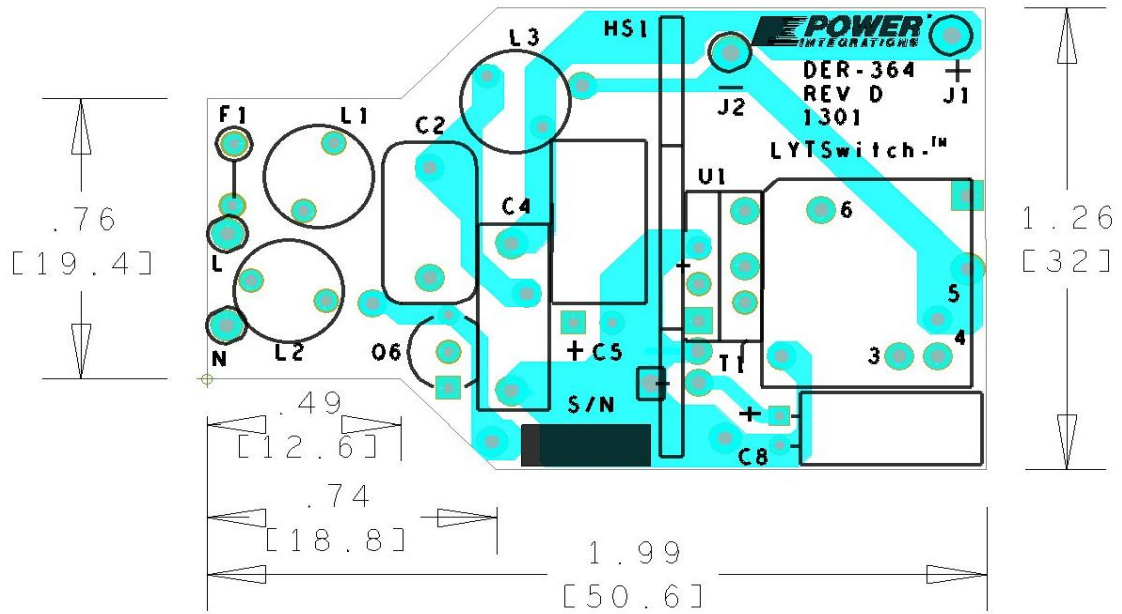 POWER
INTEGRATIONS
HS1
L3
DER-364
REV D
1301
LYTSwitch-™
J2
J1
+
–
F1
L1
C2
U1
C4
6
.76
[19.4]
1.26
[32]
L
5
N
L2
Q6
+
C5
T1
3
4
S/N
+
C8
.49
[12.6]
.74
[18.8]
1.99
[50.6]